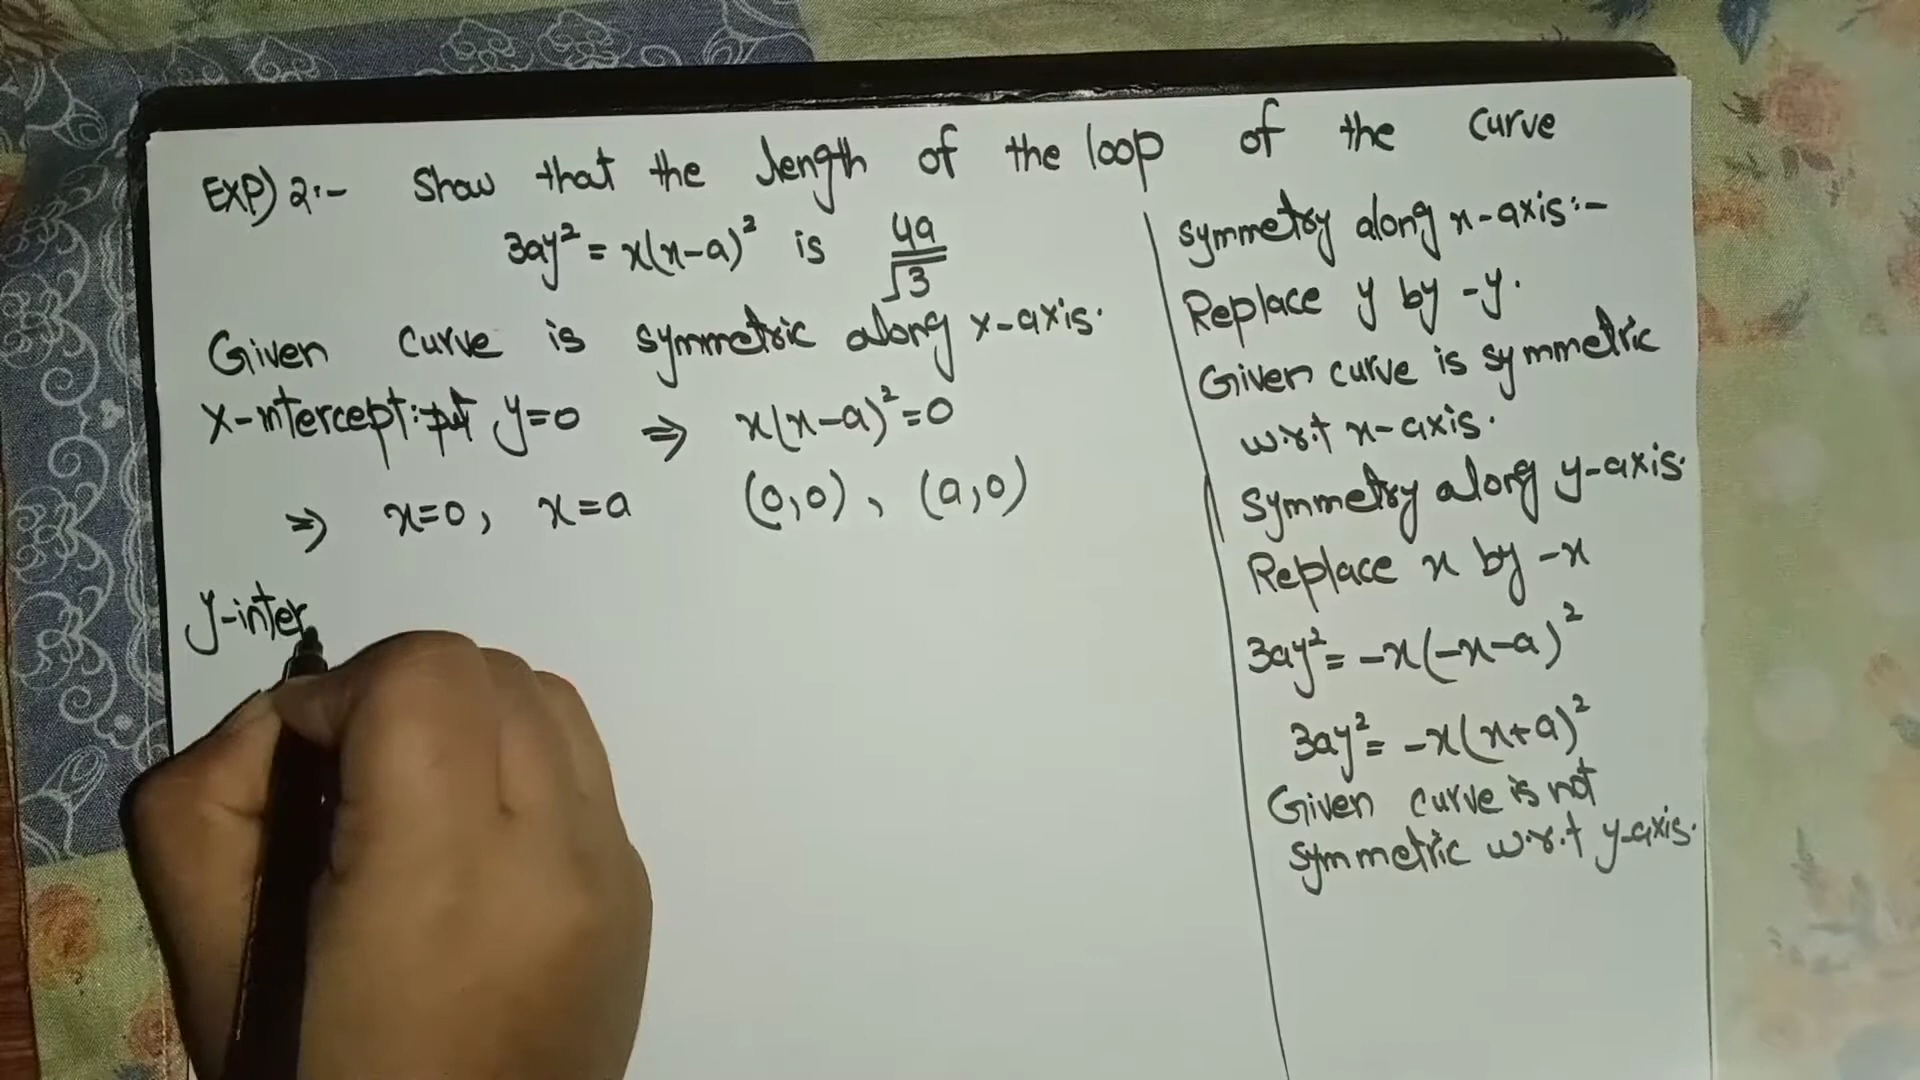 EXP) 2:- Show that the length of the loop of the curve
3ay² = x(x-a)² is 4a/√3
Given curve is symmetric along x-axis.
X-ntercept: put y=0 ⇒ x(x-a)²=0
⇒ x=0, x=a (0,0), (a,0)
y-inter
symmetry along x-axis:-
Replace y by -y.
Given curve is symmetric
w.r.t x-axis.
symmetry along y-axis.
Replace x by -x
3ay² = -x(-x-a)²
3ay² = -x(x+a)²
Given curve is not
symmetric w.r.t y-axis.